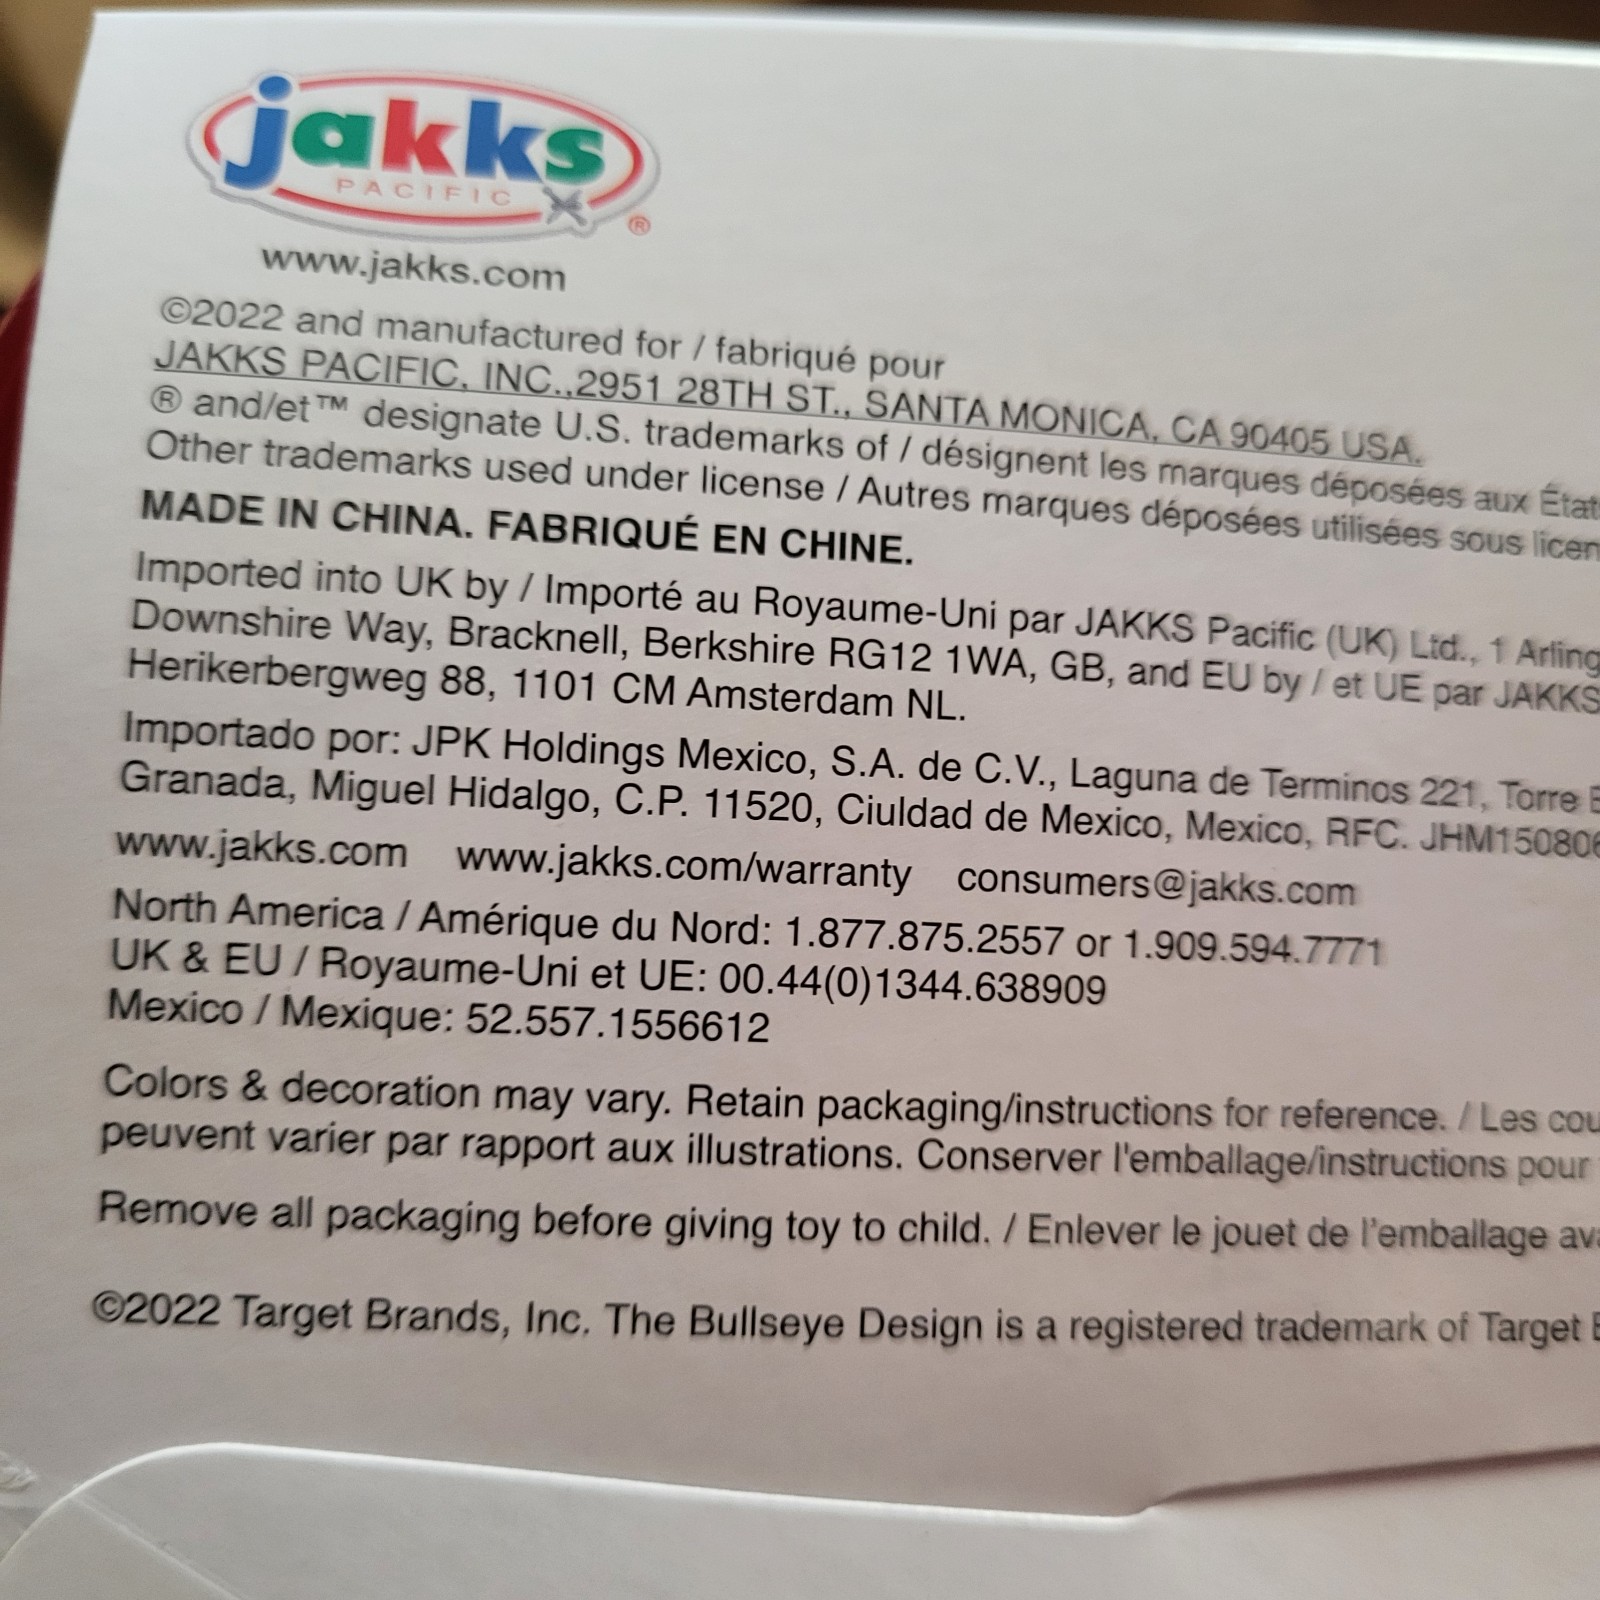 jakks
PACIFIC
®
www.jakks.com
©2022 and manufactured for / fabriqué pour
JAKKS PACIFIC, INC.,2951 28TH ST., SANTA MONICA, CA 90405 USA.
® and/et™ designate U.S. trademarks of / désignent les marques déposées aux État
Other trademarks used under license / Autres marques déposées utilisées sous licen
MADE IN CHINA. FABRIQUÉ EN CHINE.
Imported into UK by / Importé au Royaume-Uni par JAKKS Pacific (UK) Ltd., 1 Arling
Downshire Way, Bracknell, Berkshire RG12 1WA, GB, and EU by / et UE par JAKKS
Herikerbergweg 88, 1101 CM Amsterdam NL.
Importado por: JPK Holdings Mexico, S.A. de C.V., Laguna de Terminos 221, Torre
Granada, Miguel Hidalgo, C.P. 11520, Ciuldad de Mexico, Mexico, RFC. JHM150806
www.jakks.com www.jakks.com/warranty consumers@jakks.com
North America / Amérique du Nord: 1.877.875.2557 or 1.909.594.7771
UK & EU / Royaume-Uni et UE: 00.44(0)1344.638909
Mexico / Mexique: 52.557.1556612
Colors & decoration may vary. Retain packaging/instructions for reference. / Les cou
peuvent varier par rapport aux illustrations. Conserver l'emballage/instructions pour
Remove all packaging before giving toy to child. / Enlever le jouet de l'emballage ava
©2022 Target Brands, Inc. The Bullseye Design is a registered trademark of Target